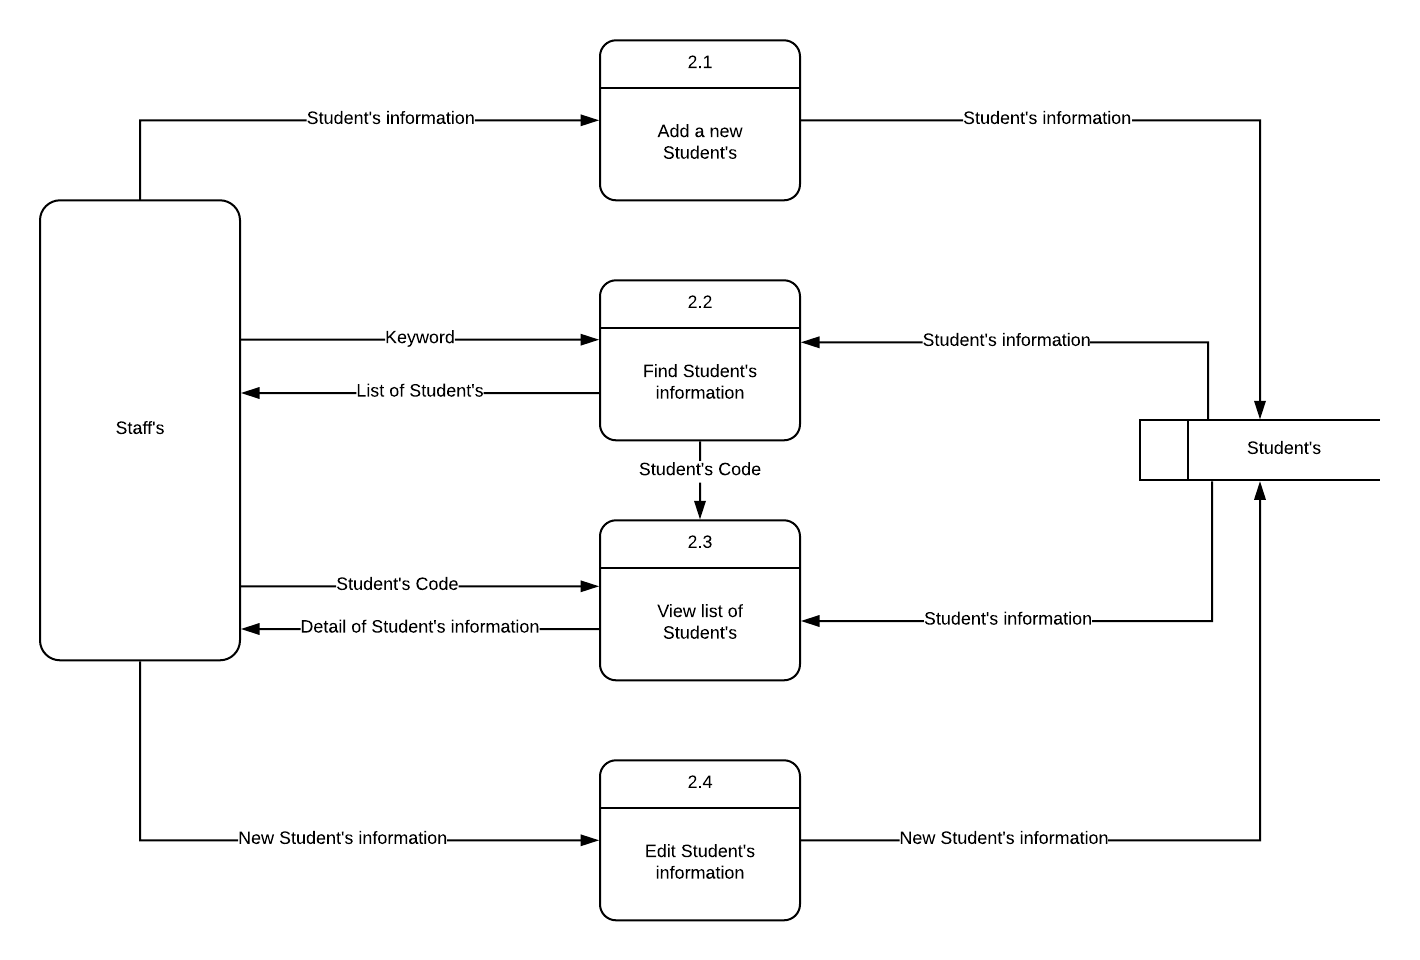 2.1
Student's information
Add a new
Student's
Student's information
2.2
Keyword
Student's information
Find Student's
information
List of Student's
Staff's
Student's
Student's Code
2.3
Student's Code
View list of
Student's
Detail of Student's information
Student's information
2.4
New Student's information
Edit Student's
information
New Student's information